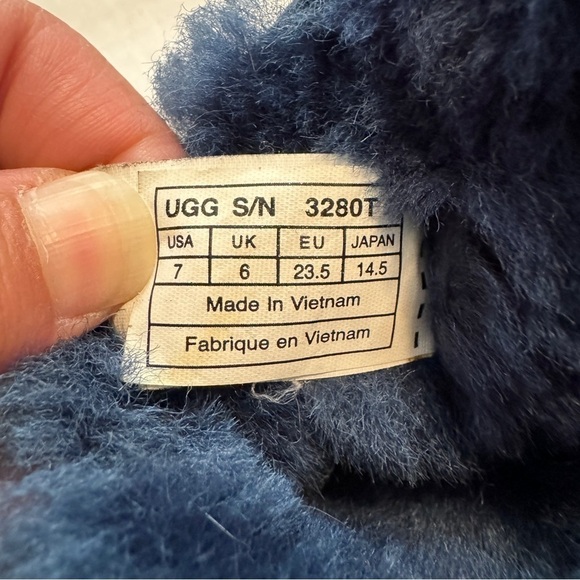 UGG S/N 3280T
USA UK EU JAPAN
7 6 23.5 14.5
Made In Vietnam
Fabrique en Vietnam